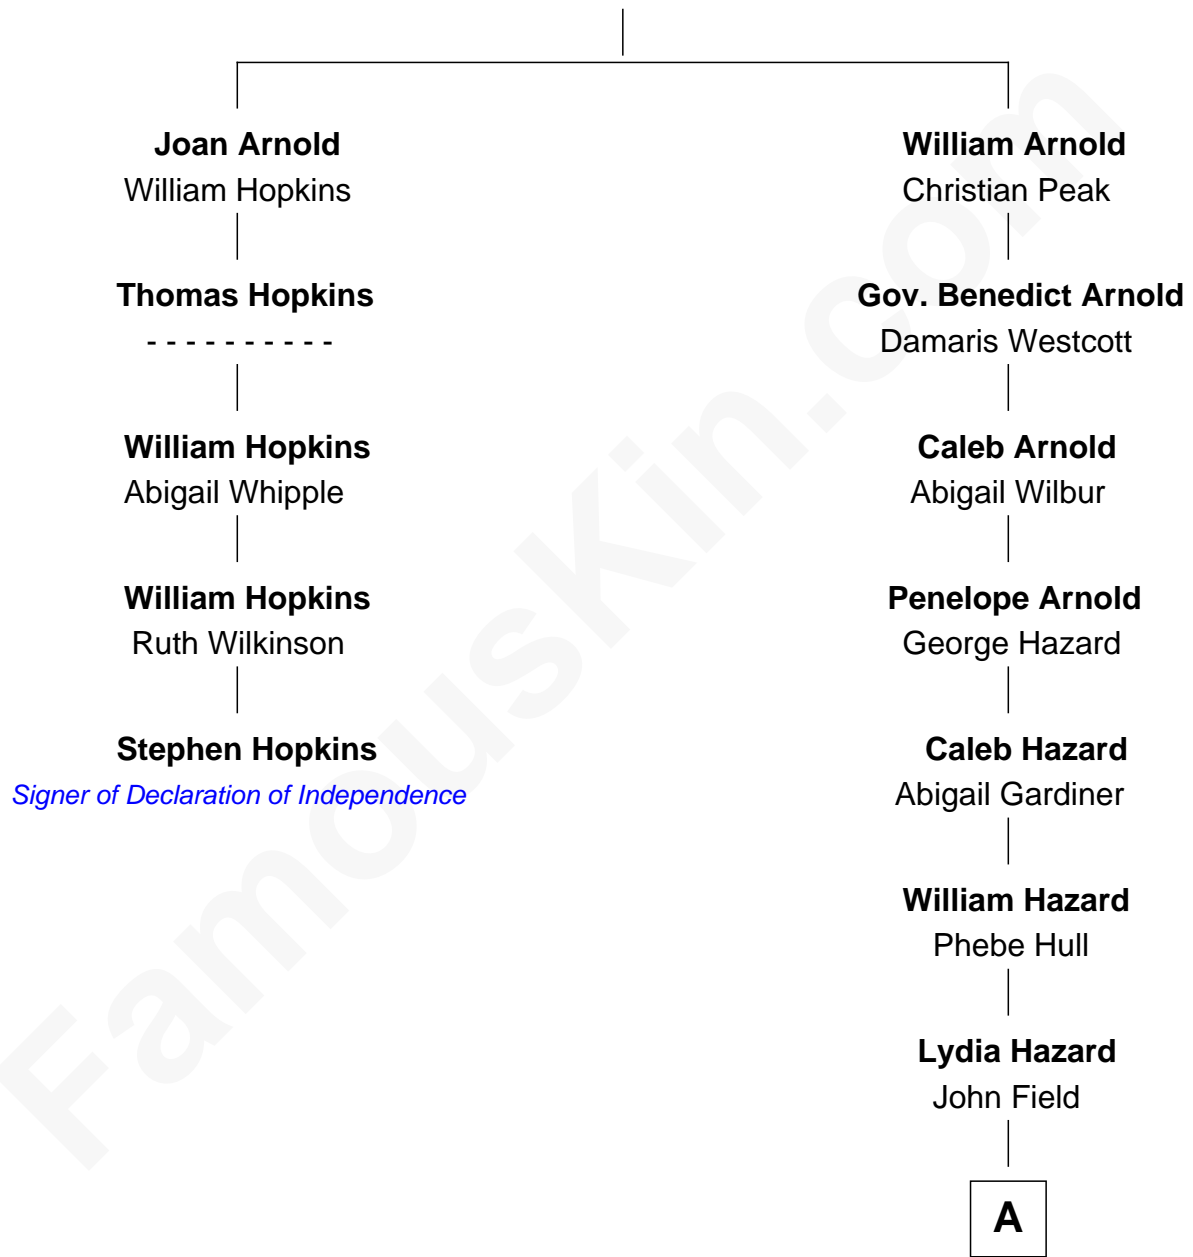 Joan Arnold
William Hopkins
Thomas Hopkins
- - - - - - - - - -
William Hopkins
Abigail Whipple
William Hopkins
Ruth Wilkinson
Stephen Hopkins
Signer of Declaration of Independence
William Arnold
Christian Peak
Gov. Benedict Arnold
Damaris Westcott
Caleb Arnold
Abigail Wilbur
Penelope Arnold
George Hazard
Caleb Hazard
Abigail Gardiner
William Hazard
Phebe Hull
Lydia Hazard
John Field
A
FamousKin.com